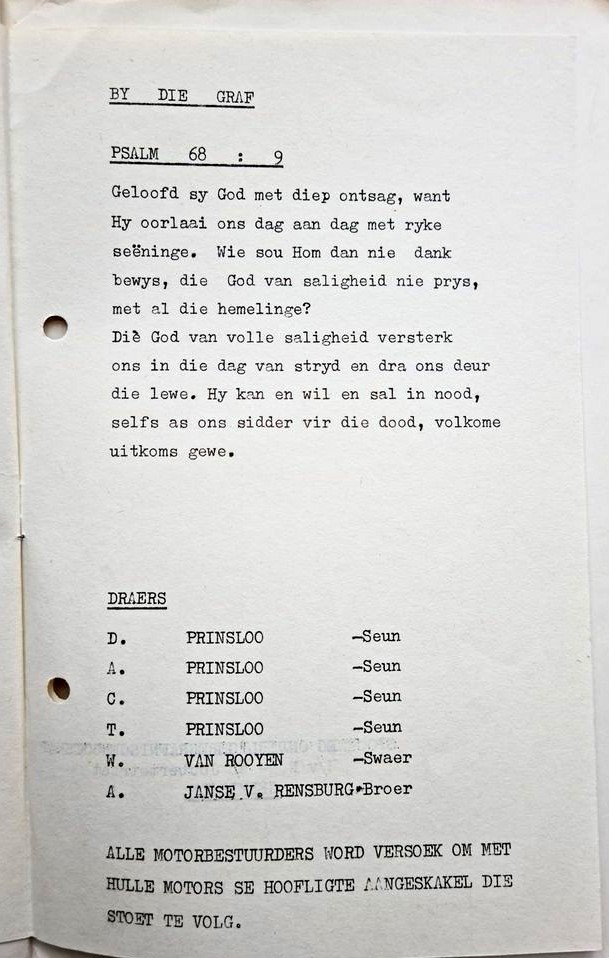 BY DIE GRAF
PSALM 68 : 9
Geloofd sy God met diep ontsag, want
Hy oorlaai ons dag aan dag met ryke
seëninge. Wie sou Hom dan nie dank
bewys, die God van saligheid nie prys,
met al die hemelinge?
Diè God van volle saligheid versterk
ons in die dag van stryd en dra ons deur
die lewe. Hy kan en wil en sal in nood,
selfs as ons sidder vir die dood, volkome
uitkoms gewe.
DRAERS
D. PRINSLOO -Seun
A. PRINSLOO -Seun
C. PRINSLOO -Seun
T. PRINSLOO -Seun
W. VAN ROOYEN -Swaer
A. JANSE V. RENSBURG-Broer
ALLE MOTORBESTUURDERS WORD VERSOEK OM MET
HULLE MOTORS SE HOOFLIGTE AANGESKAKEL DIE
STOET TE VOLG.